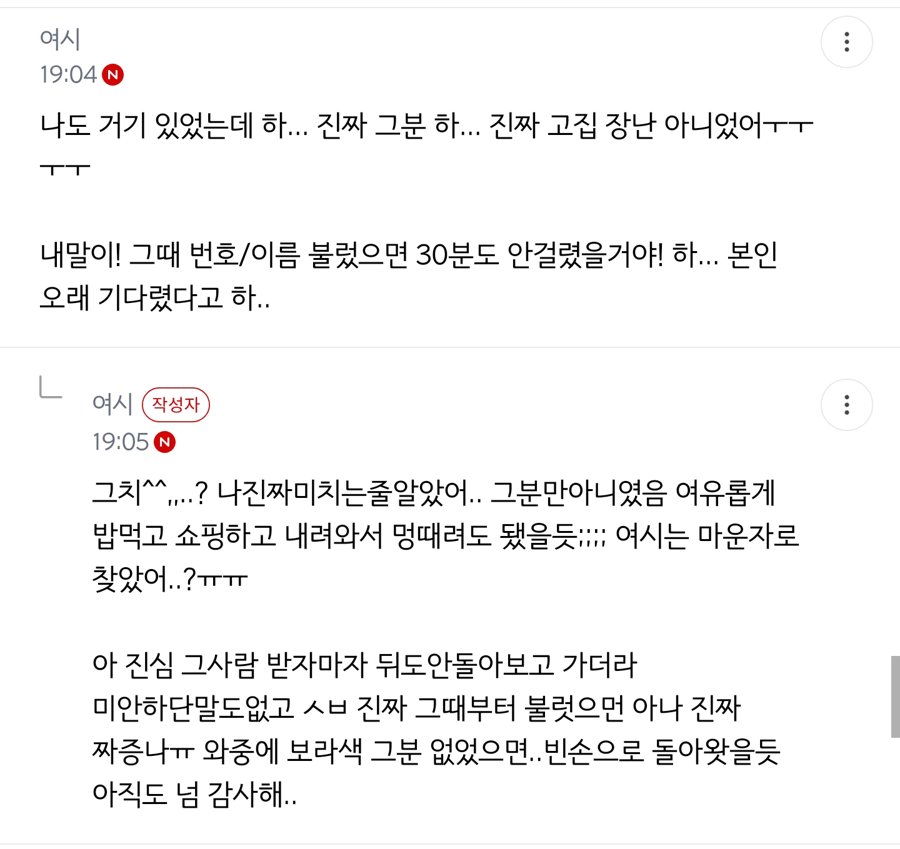 여시
19:04 N
나도 거기 있었는데 하... 진짜 그분 하... 진짜 고집 장난 아니었어ㅜㅜ
ㅜㅜ
내말이! 그때 번호/이름 불렀으면 30분도 안걸렸을거야! 하... 본인
오래 기다렸다고 하..
여시 작성자
19:05 N
그치^^,,..? 나진짜미치는줄알았어.. 그분만아니였음 여유롭게
밥먹고 쇼핑하고 내려와서 멍때려도 됐을듯;;;; 여시는 마운자로
찾았어..?ㅠㅠ
아 진심 그사람 받자마자 뒤도안돌아보고 가더라
미안하단말도없고 ㅅㅂ 진짜 그때부터 불럿으먼 아나 진짜
짜증나ㅠ 와중에 보라색 그분 없었으면..빈손으로 돌아왓을듯
아직도 넘 감사해..